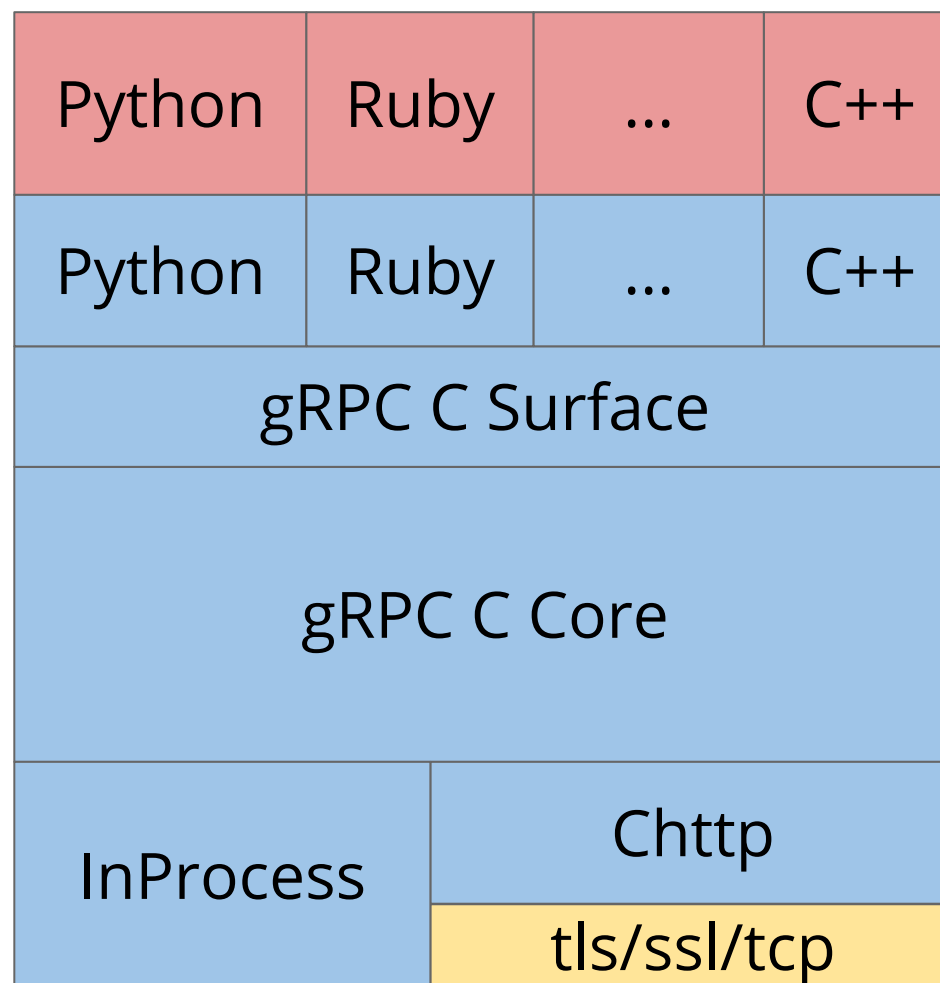 Python Ruby ... C++
Python Ruby ... C++
gRPC C Surface
gRPC C Core
Chttp
InProcess
tls/ssl/tcp